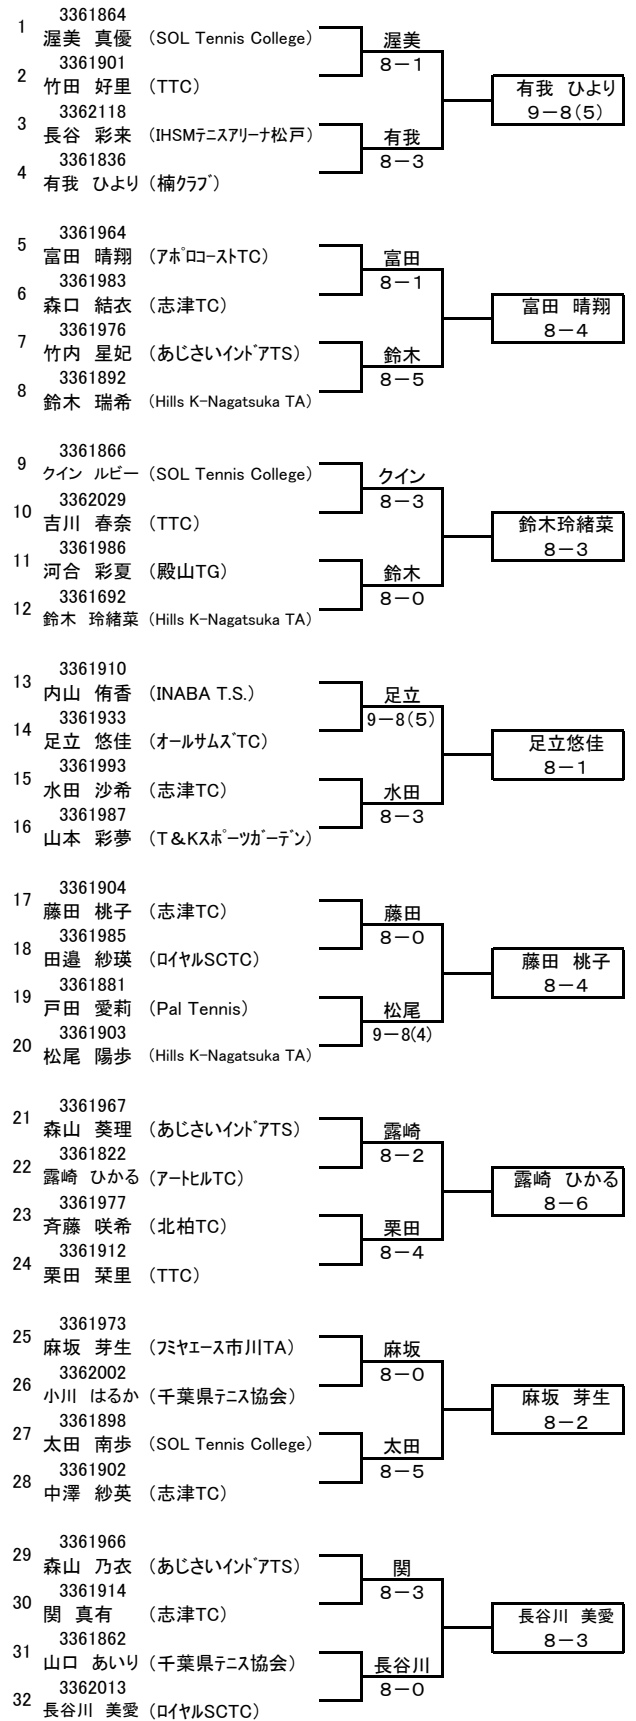 3361864
1 渥美 真優 (SOL Tennis College)
渥美
8－1
3361901
2 竹田 好里 (TTC)
有我 ひより
9－8(5)
3362118
3 長谷 彩来 (IHSMﾃﾆｽアリーナ松戸)
有我
8－3
3361836
4 有我 ひより (楠ｸﾗﾌﾞ)
3361964
5 富田 晴翔 (ｱﾎﾟﾛｺｰｽﾄTC)
富田
8－1
3361983
6 森口 結衣 (志津TC)
富田 晴翔
8－4
3361976
7 竹内 星妃 (あじさいｲﾝﾄﾞｱTS)
鈴木
8－5
3361892
8 鈴木 瑞希 (Hills K-Nagatsuka TA)
3361866
9 クイン ルビー (SOL Tennis College)
クイン
8－3
3362029
10 吉川 春奈 (TTC)
鈴木玲緒菜
8－3
3361986
11 河合 彩夏 (殿山TG)
鈴木
8－0
3361692
12 鈴木 玲緒菜 (Hills K-Nagatsuka TA)
3361910
13 内山 侑香 (INABA T.S.)
足立
9－8(5)
3361933
14 足立 悠佳 (オールサムズTC)
足立悠佳
8－1
3361993
15 水田 沙希 (志津TC)
水田
8－3
3361987
16 山本 彩夢 (T＆Kｽﾎﾟｰﾂｶﾞｰﾃﾞﾝ)
3361904
17 藤田 桃子 (志津TC)
藤田
8－0
3361985
18 田邉 紗瑛 (ﾛｲﾔﾙSCTC)
藤田 桃子
8－4
3361881
19 戸田 愛莉 (Pal Tennis)
松尾
9－8(4)
3361903
20 松尾 陽歩 (Hills K-Nagatsuka TA)
3361967
21 森山 葵理 (あじさいｲﾝﾄﾞｱTS)
露崎
8－2
3361822
22 露崎 ひかる (ｱｰﾄﾋﾙTC)
露崎 ひかる
8－6
3361977
23 斉藤 咲希 (北柏TC)
栗田
8－4
3361912
24 栗田 栞里 (TTC)
3361973
25 麻坂 芽生 (ﾌﾐﾔｴｰｽ市川TA)
麻坂
8－0
3362002
26 小川 はるか (千葉県ﾃﾆｽ協会)
麻坂 芽生
8－2
3361898
27 太田 南歩 (SOL Tennis College)
太田
8－5
3361902
28 中澤 紗英 (志津TC)
3361966
29 森山 乃衣 (あじさいｲﾝﾄﾞｱTS)
関
8－3
3361914
30 関 真有 (志津TC)
長谷川 美愛
8－3
3361862
31 山口 あいり (千葉県ﾃﾆｽ協会)
長谷川
8－0
3362013
32 長谷川 美愛 (ﾛｲﾔﾙSCTC)